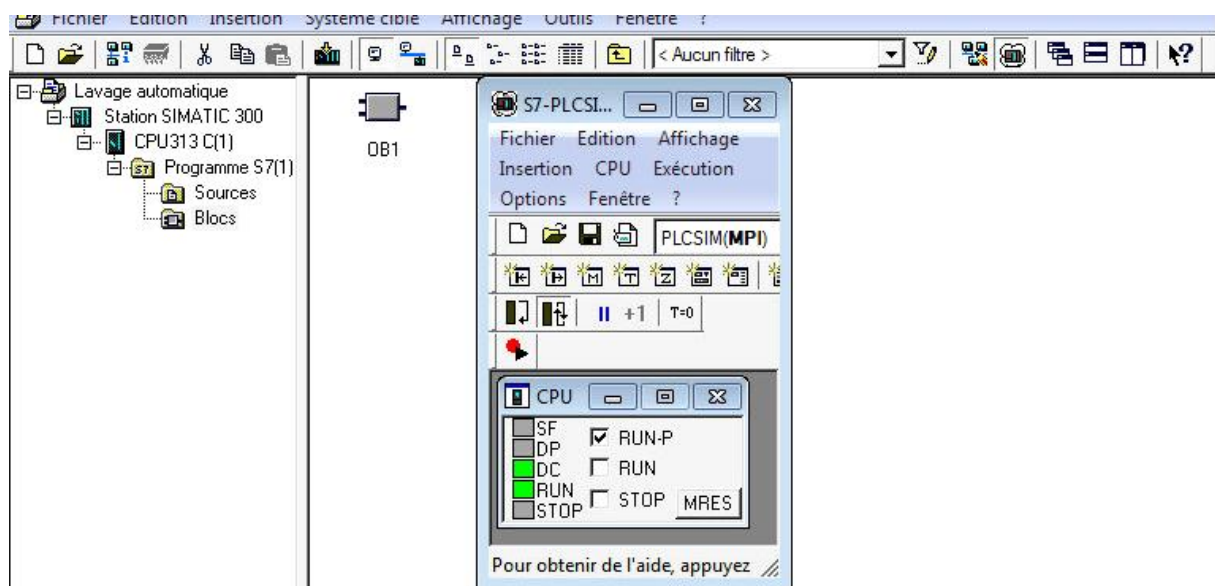 Fichier Edition Insertion Système cible Affichage Outils Fenêtre ?
< Aucun filtre >
Lavage automatique
Station SIMATIC 300
CPU313 C(1)
Programme S7(1)
Sources
Blocs
OB1
S7-PLCSI...
Fichier Edition Affichage
Insertion CPU Exécution
Options Fenêtre ?
PLCSIM(MPI)
+1 T=0
CPU
SF
DP
DC
RUN
STOP
RUN-P
RUN
STOP MRES
Pour obtenir de l'aide, appuyez